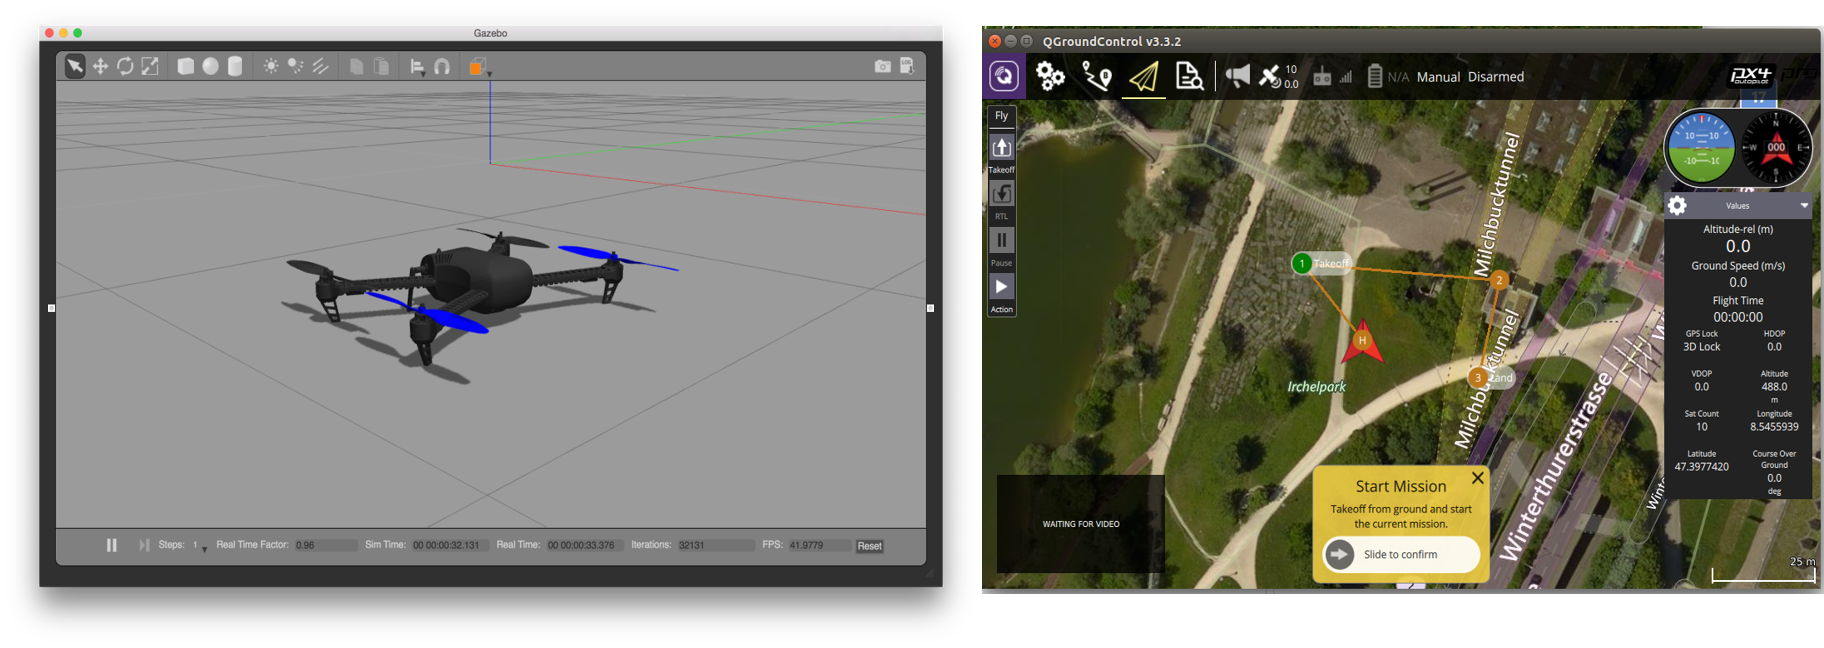 Gazebo
LOG
Steps: 1
Real Time Factor: 0.96
Sim Time: 00 00:00:32.131
Real Time: 00 00:00:33.376
Iterations: 32131
FPS: 41.9779
Reset
QGroundControl v3.3.2
10
0.0
N/A Manual Disarmed
px4
autopilot
pro
17
Fly
Takeoff
RTL
Pause
Action
10 10
-10 -10
N
W 000 E
S
Values
Altitude-rel (m)
0.0
Ground Speed (m/s)
0.0
Flight Time
00:00:00
GPS Lock HDOP
3D Lock 0.0
VDOP Altitude
0.0 488.0
m
Sat Count Longitude
10 8.5455939
Latitude Course Over
Ground
47.3977420 0.0
deg
Milchbucktunnel
1 Takeoff
2
H
Milchbucktunnel
3 Land
Irchelpark
Winterthurerstrasse
WAITING FOR VIDEO
Start Mission
Takeoff from ground and start
the current mission.
Slide to confirm
25 m